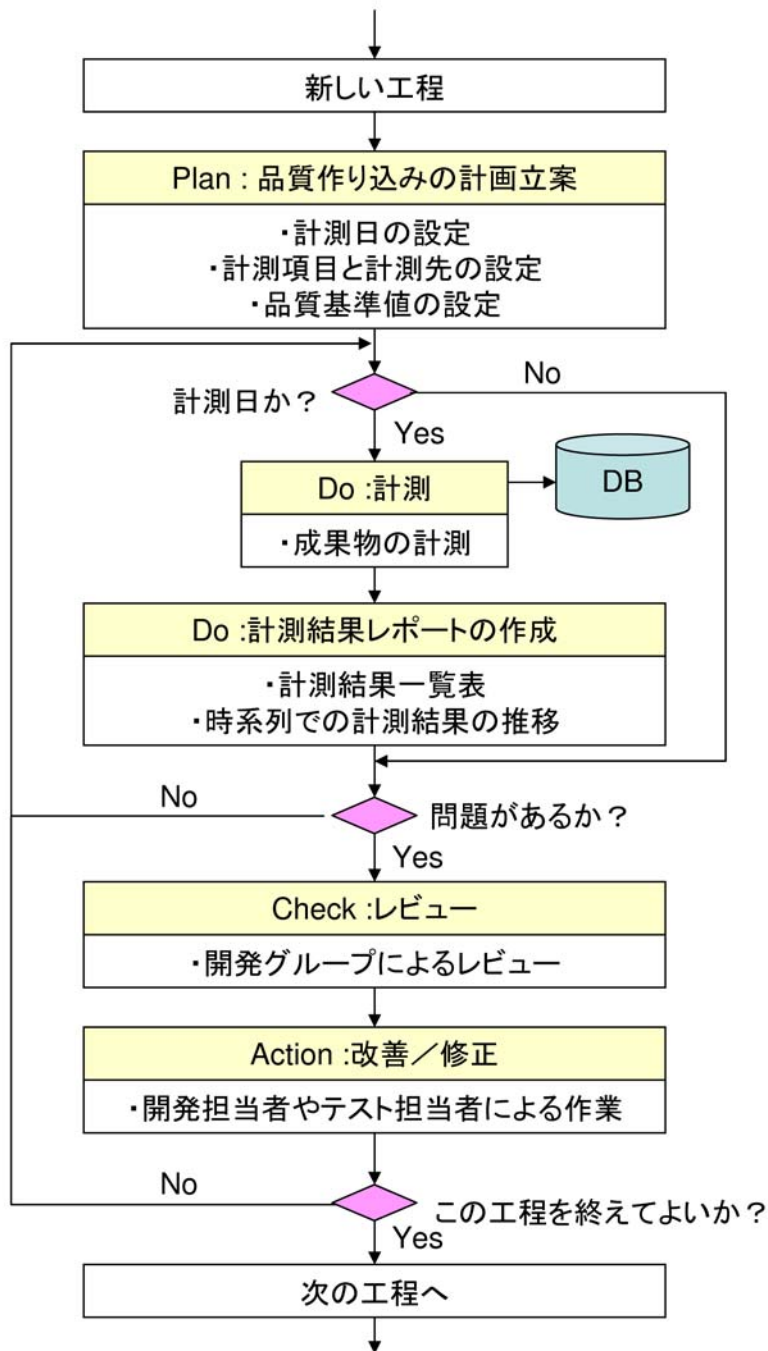 新しい工程
Plan : 品質作り込みの計画立案
・計測日の設定
・計測項目と計測先の設定
・品質基準値の設定
計測日か？
No
Yes
Do :計測
DB
・成果物の計測
Do :計測結果レポートの作成
・計測結果一覧表
・時系列での計測結果の推移
No
問題があるか？
Yes
Check :レビュー
・開発グループによるレビュー
Action :改善／修正
・開発担当者やテスト担当者による作業
No
この工程を終えてよいか？
Yes
次の工程へ